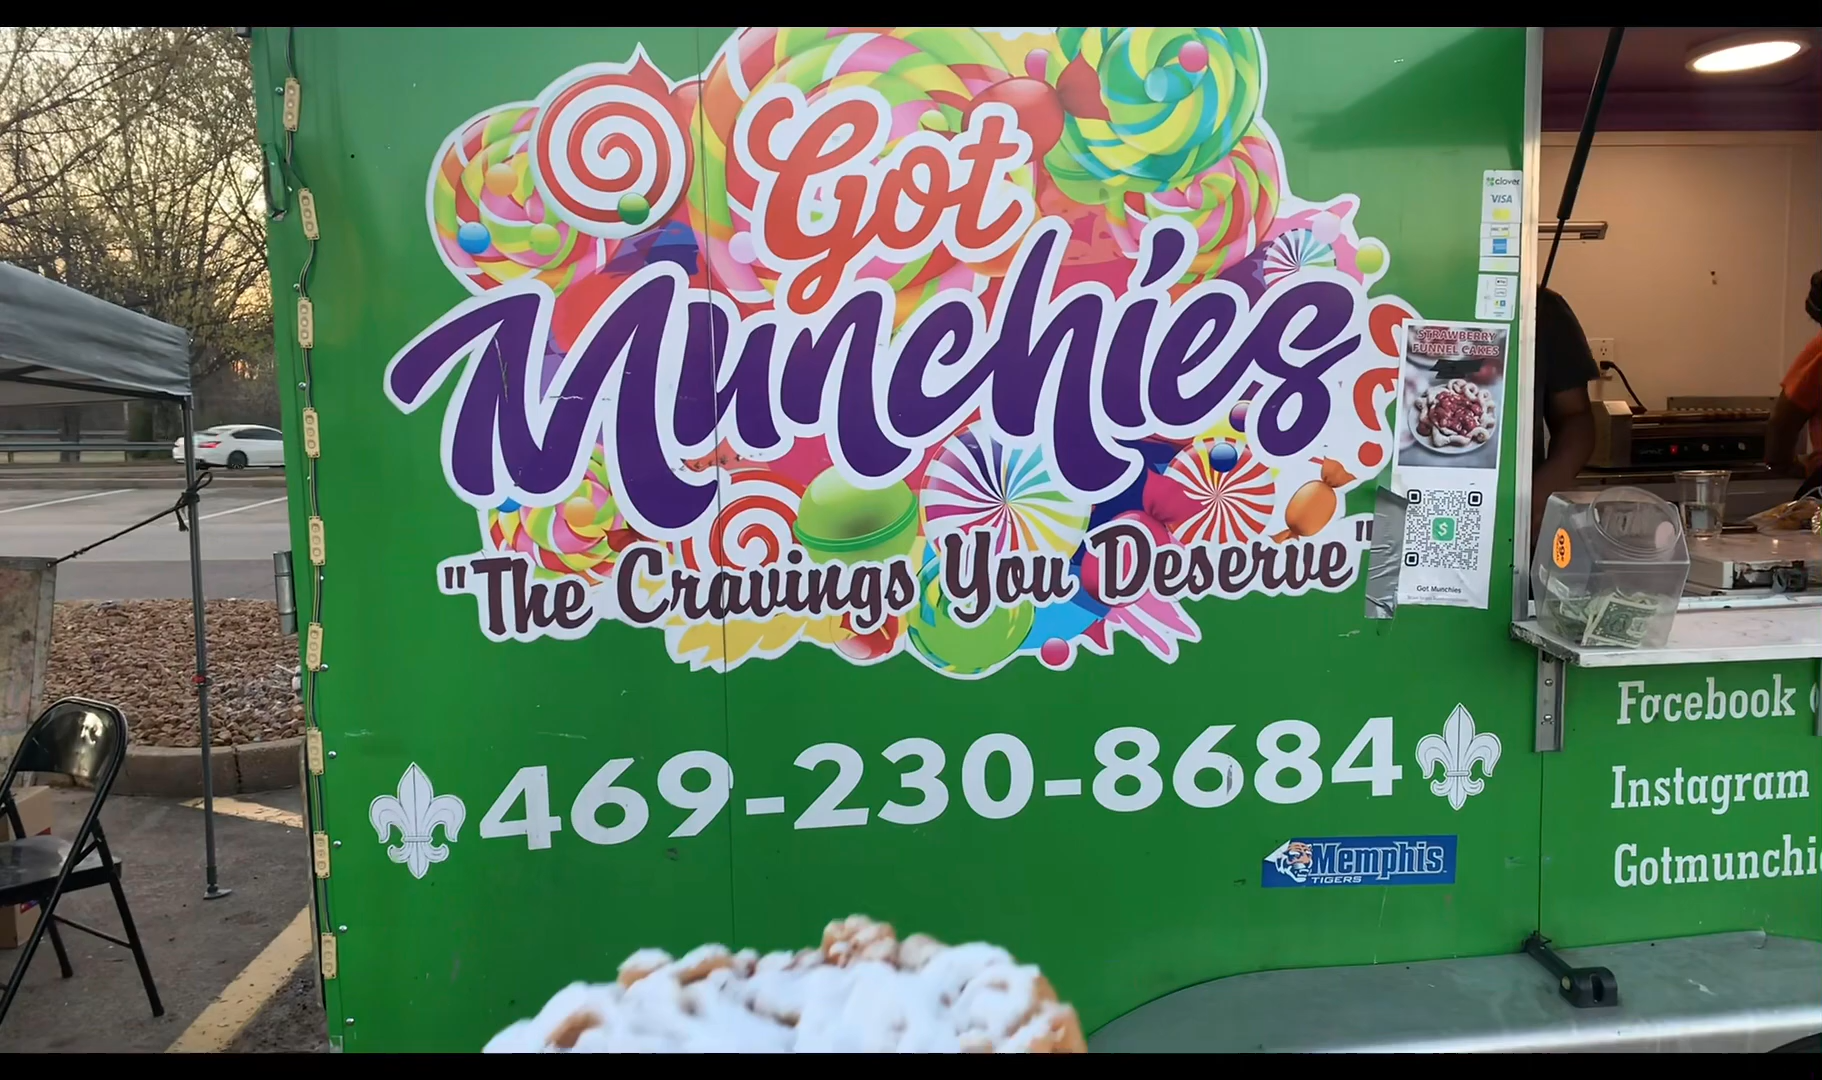 Got
Munchies
"The Cravings You Deserve"
469-230-8684
Memphis
TIGERS
clover
VISA
STRAWBERRY
FUNNEL CAKES
Got Munchies
Facebook
Instagram
Gotmunchie